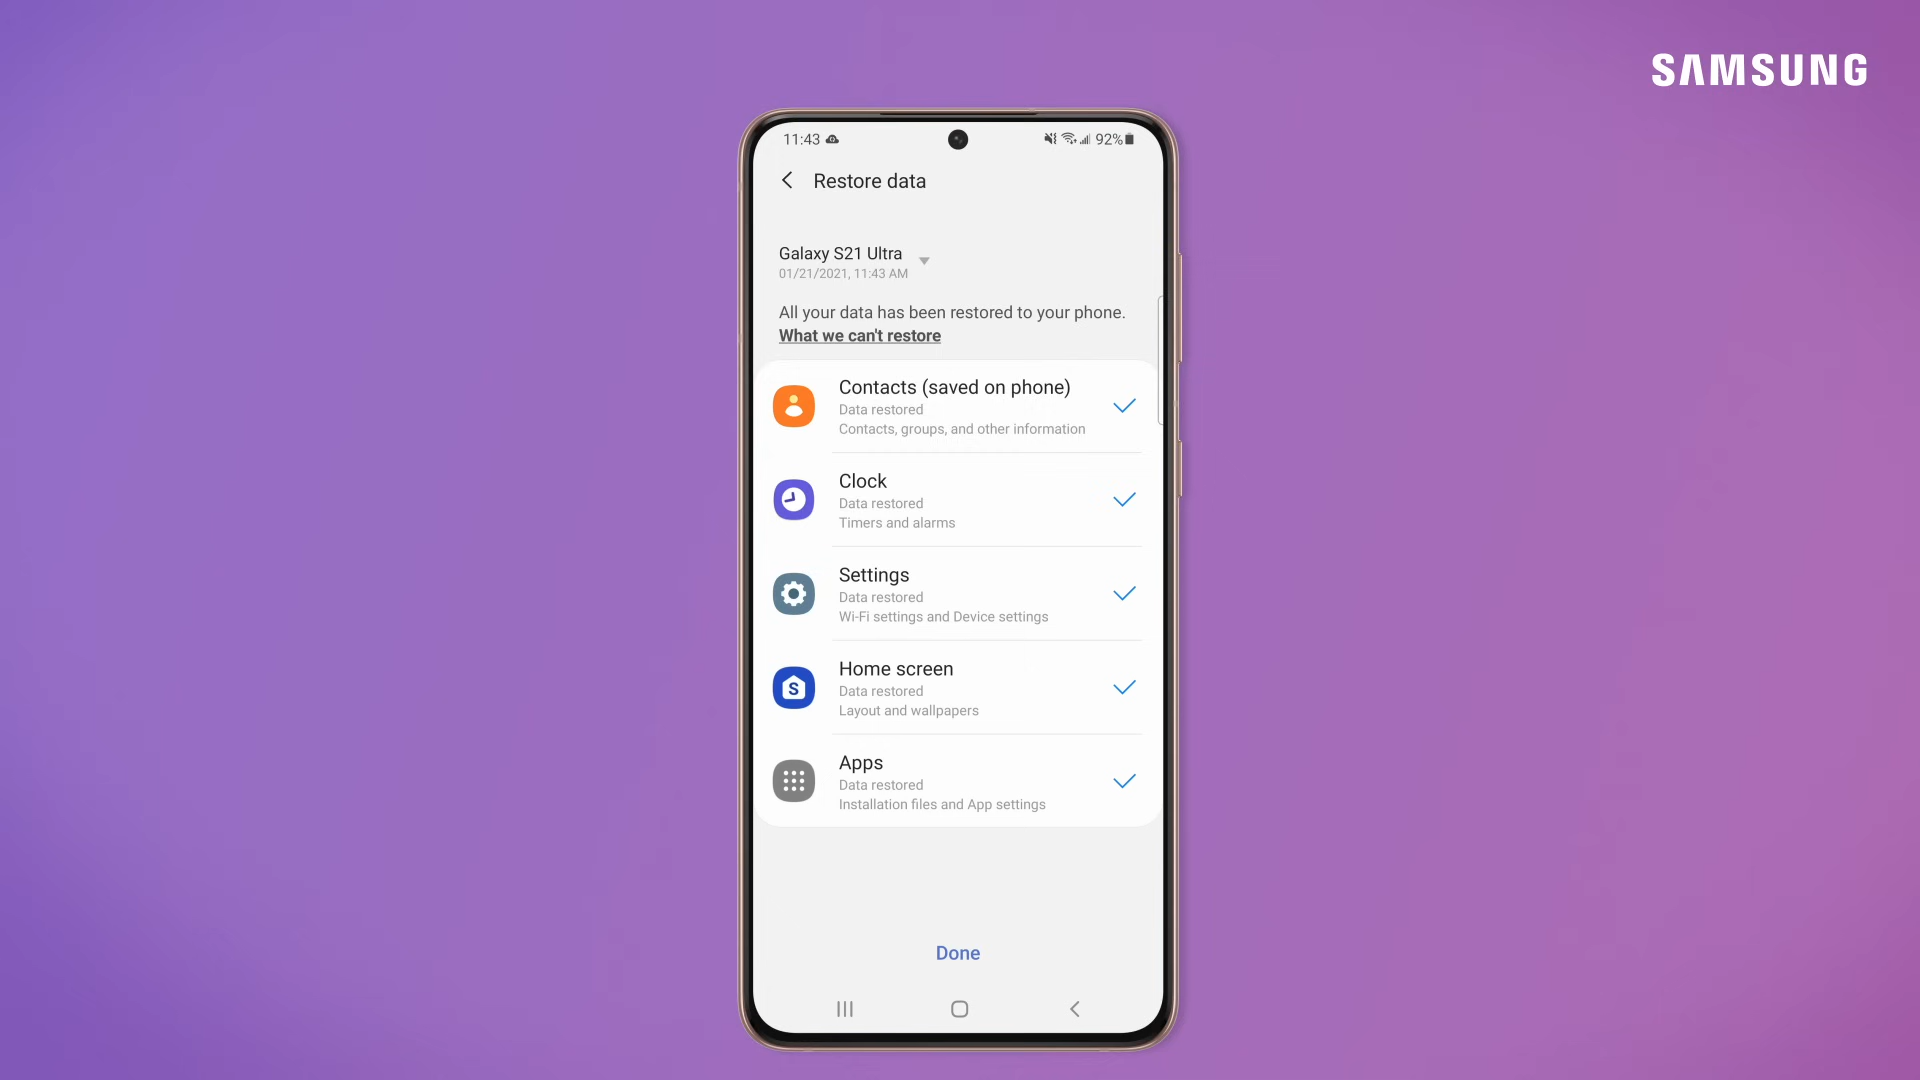 SAMSUNG
11:43
92%
Restore data
Galaxy S21 Ultra
01/21/2021, 11:43 AM
All your data has been restored to your phone.
What we can't restore
Contacts (saved on phone)
Data restored
Contacts, groups, and other information
Clock
Data restored
Timers and alarms
Settings
Data restored
Wi-Fi settings and Device settings
Home screen
Data restored
Layout and wallpapers
Apps
Data restored
Installation files and App settings
Done